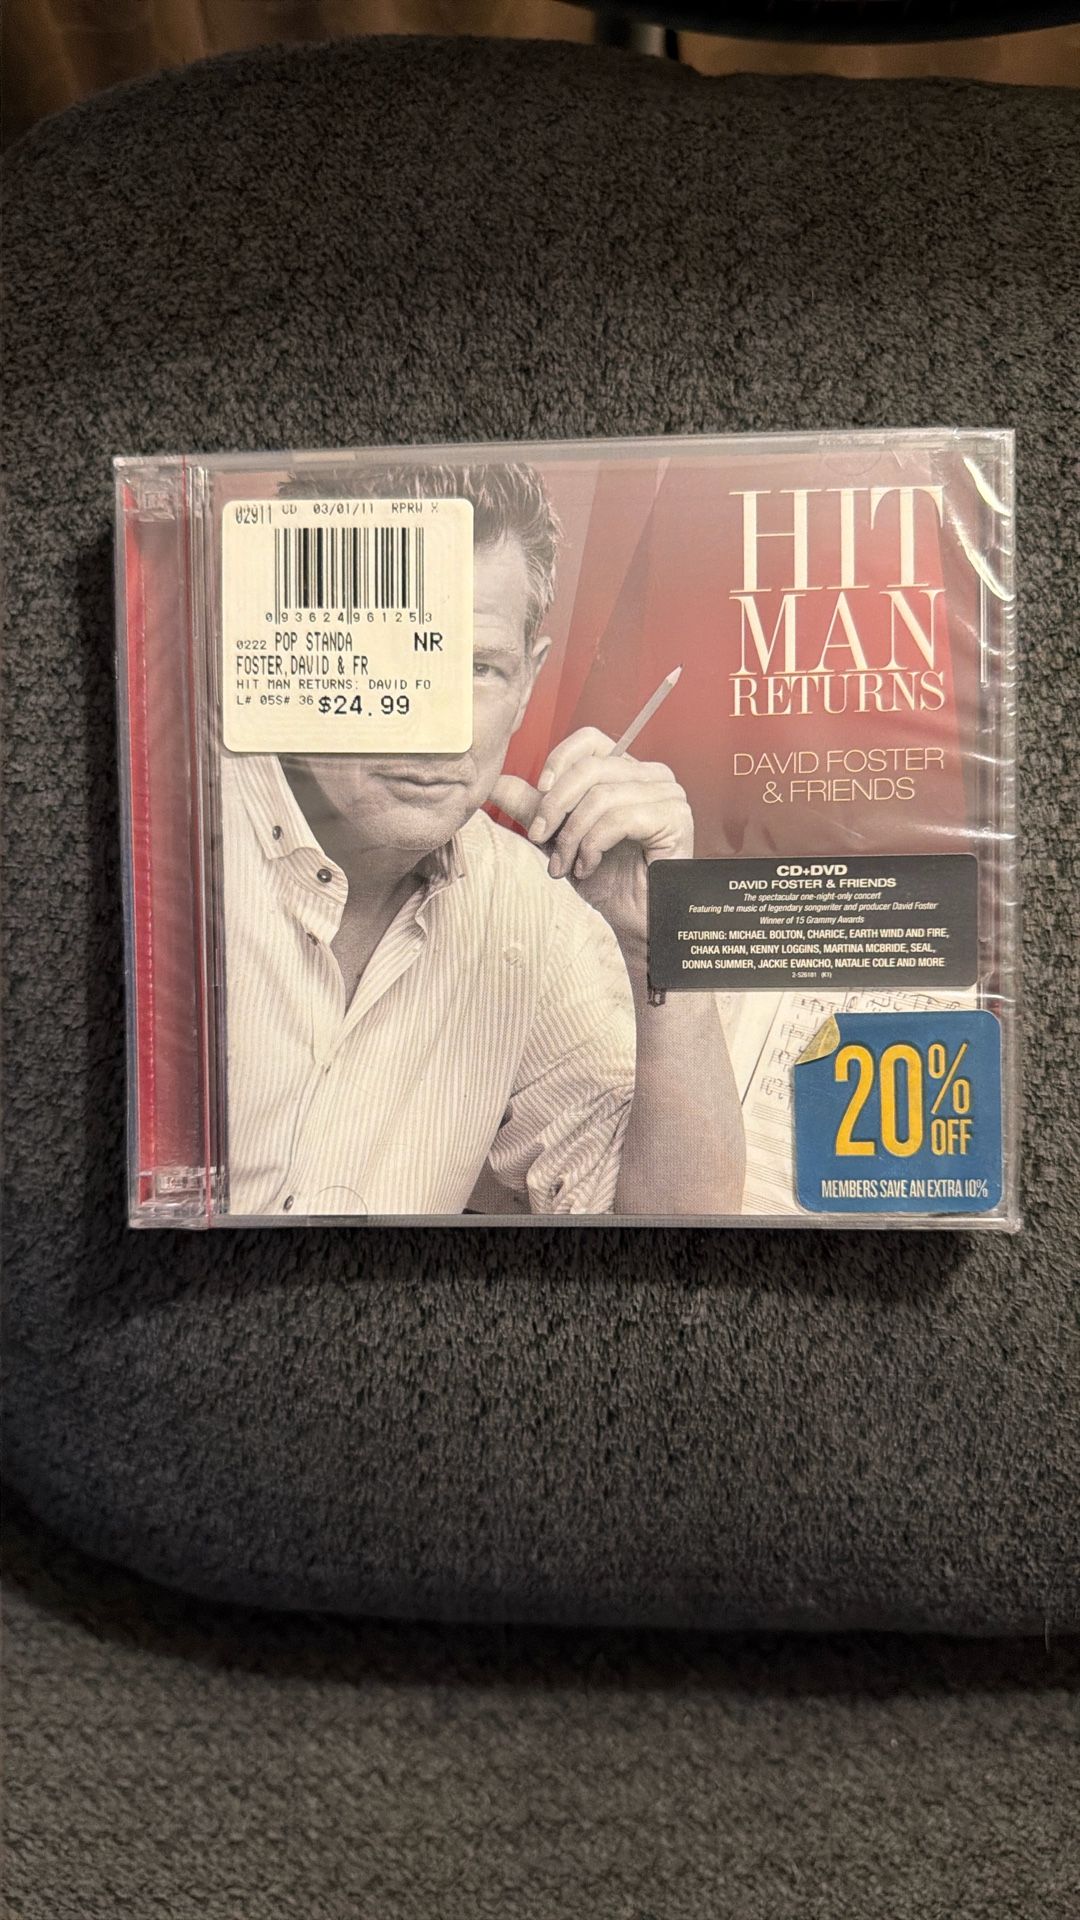 02911 CD 03/01/11 RPRW X
0 93624 96125 3
0222 POP STANDA NR
FOSTER,DAVID & FR
HIT MAN RETURNS: DAVID FO
L# 05S# 36 $24.99
HIT
MAN
RETURNS
DAVID FOSTER
& FRIENDS
CD+DVD
DAVID FOSTER & FRIENDS
The spectacular one-night-only concert
Featuring the music of legendary songwriter and producer David Foster
Winner of 15 Grammy Awards
FEATURING: MICHAEL BOLTON, CHARICE, EARTH WIND AND FIRE,
CHAKA KHAN, KENNY LOGGINS, MARTINA MCBRIDE, SEAL,
DONNA SUMMER, JACKIE EVANCHO, NATALIE COLE AND MORE
2-526181 (K1)
20% OFF
MEMBERS SAVE AN EXTRA 10%